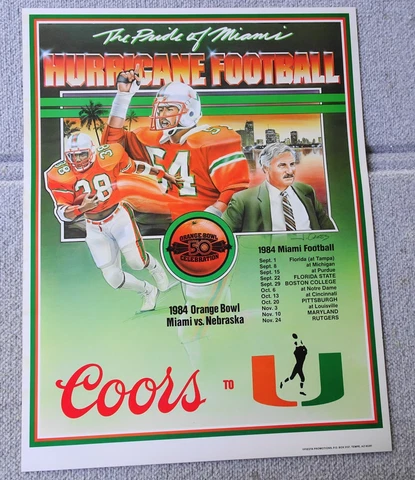 The Pride of Miami
HURRICANE FOOTBALL
54
38
28
ORANGE BOWL
50
CELEBRATION
1984 Orange Bowl
Miami vs. Nebraska
1984 Miami Football
Sept. 1 Florida (at Tampa)
Sept. 8 at Michigan
Sept. 15 at Purdue
Sept. 22 FLORIDA STATE
Sept. 29 BOSTON COLLEGE
Oct. 6 at Notre Dame
Oct. 13 at Cincinnati
Oct. 20 PITTSBURGH
Nov. 3 at Louisville
Nov. 10 MARYLAND
Nov. 24 RUTGERS
Coors TO U